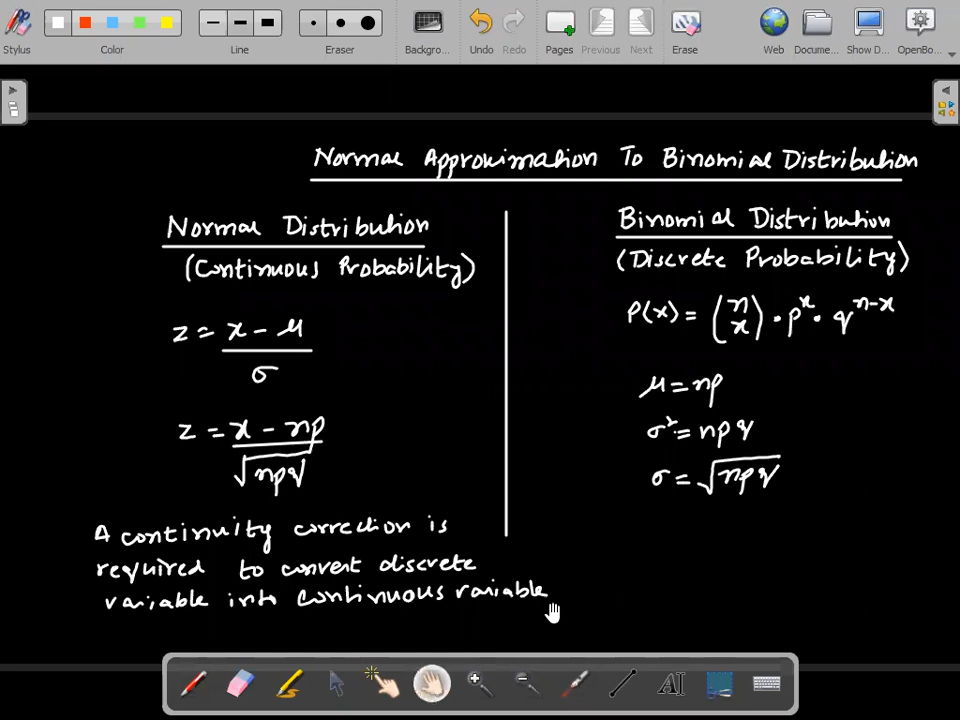 Stylus
Color
Line
Eraser
Backgro...
Undo
Redo
Pages
Previous
Next
Erase
Web
Docume...
Show D...
OpenBo...
Normal Approximation To Binomial Distribution
Normal Distribution
(Continuous Probability)
z = x - μ
σ
z = x - np
√npq
A continuity correction is
required to convert discrete
variable into continuous variable
Binomial Distribution
(Discrete Probability)
P(x) = (n x) · p^x · q^n-x
μ = np
σ² = npq
σ = √npq
AI